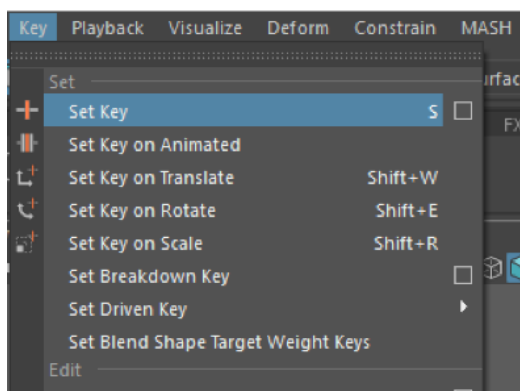 Key Playback Visualize Deform Constrain MASH
Set
Set Key S
Set Key on Animated
Set Key on Translate Shift+W
Set Key on Rotate Shift+E
Set Key on Scale Shift+R
Set Breakdown Key
Set Driven Key
Set Blend Shape Target Weight Keys
Edit